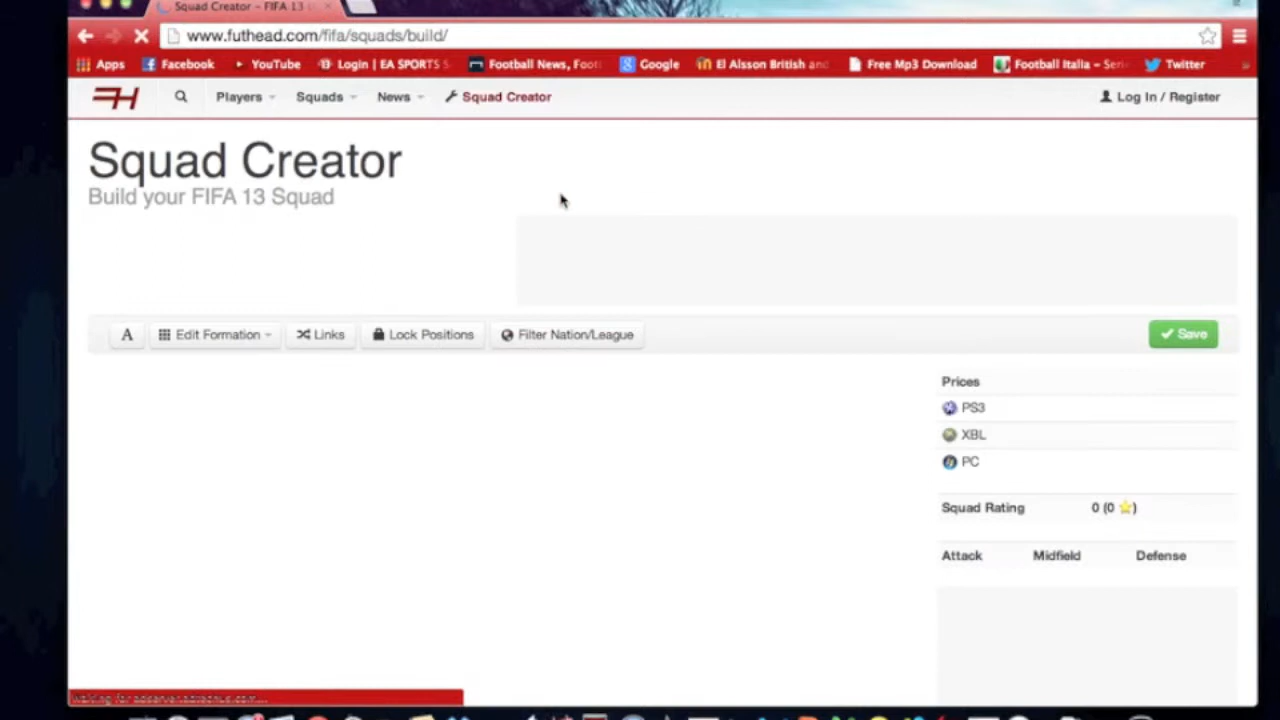 Squad Creator – FIFA 13
www.futhead.com/fifa/squads/build/
Apps Facebook YouTube Login | EA SPORTS Football News, Foot Google El Alsson British and Free Mp3 Download Football Italia – Seri Twitter
FH Players Squads News Squad Creator Log In / Register
Squad Creator
Build your FIFA 13 Squad
A Edit Formation Links Lock Positions Filter Nation/League Save
Prices
PS3
XBL
PC
Squad Rating 0 (0 )
Attack Midfield Defense